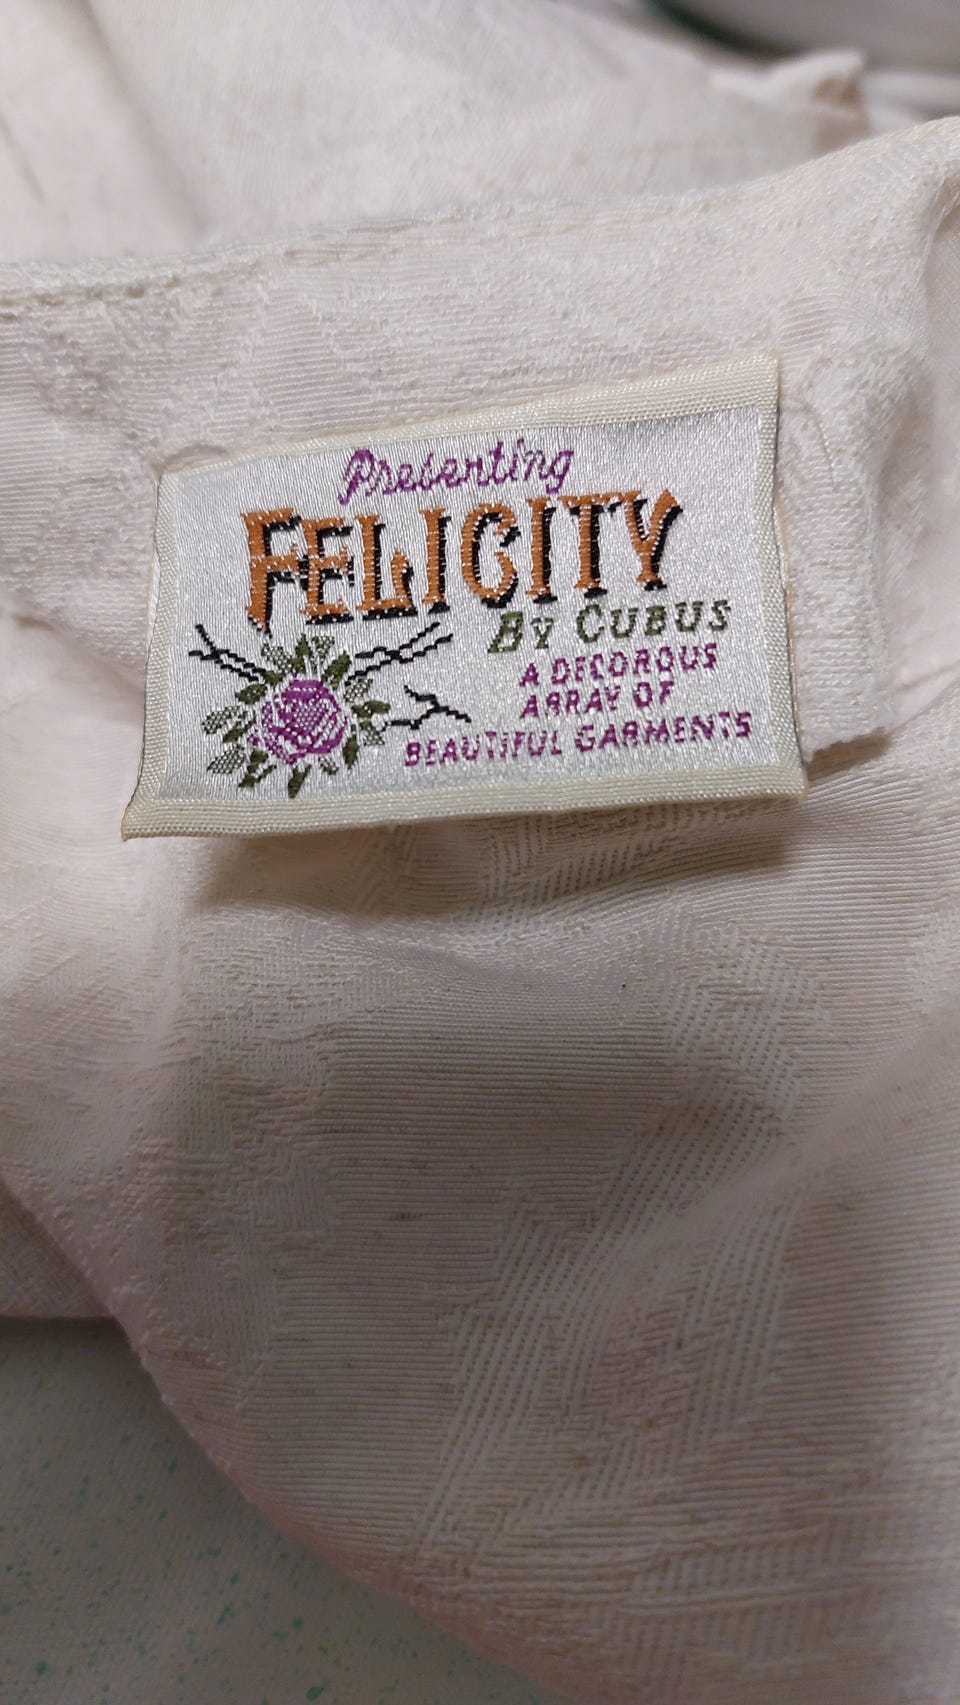 Presenting
FELICITY
BY CUBUS
A DECOROUS
ARRAY OF
BEAUTIFUL GARMENTS